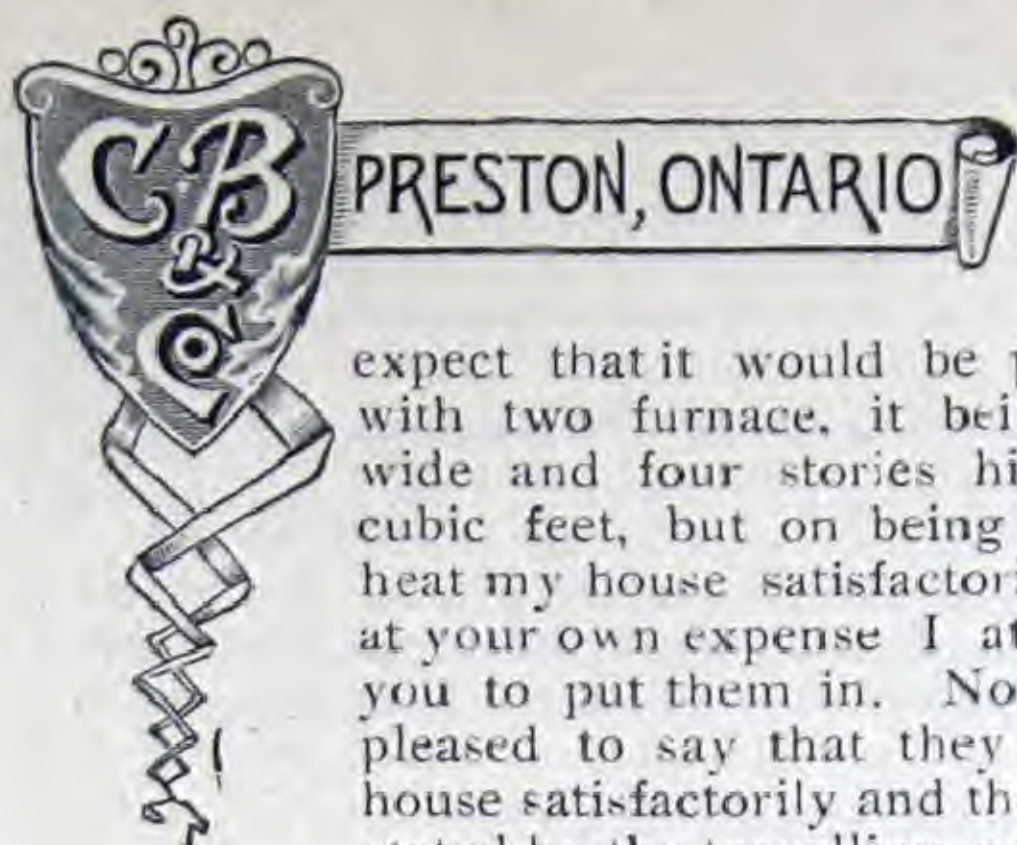 C B
& Co
PRESTON, ONTARIO
expect that it would be
with two furnace, it
wide and four stories
cubic feet, but on being
heat my house
at your own expense I
you to put them in.
pleased to say that they
house satisfactorily and